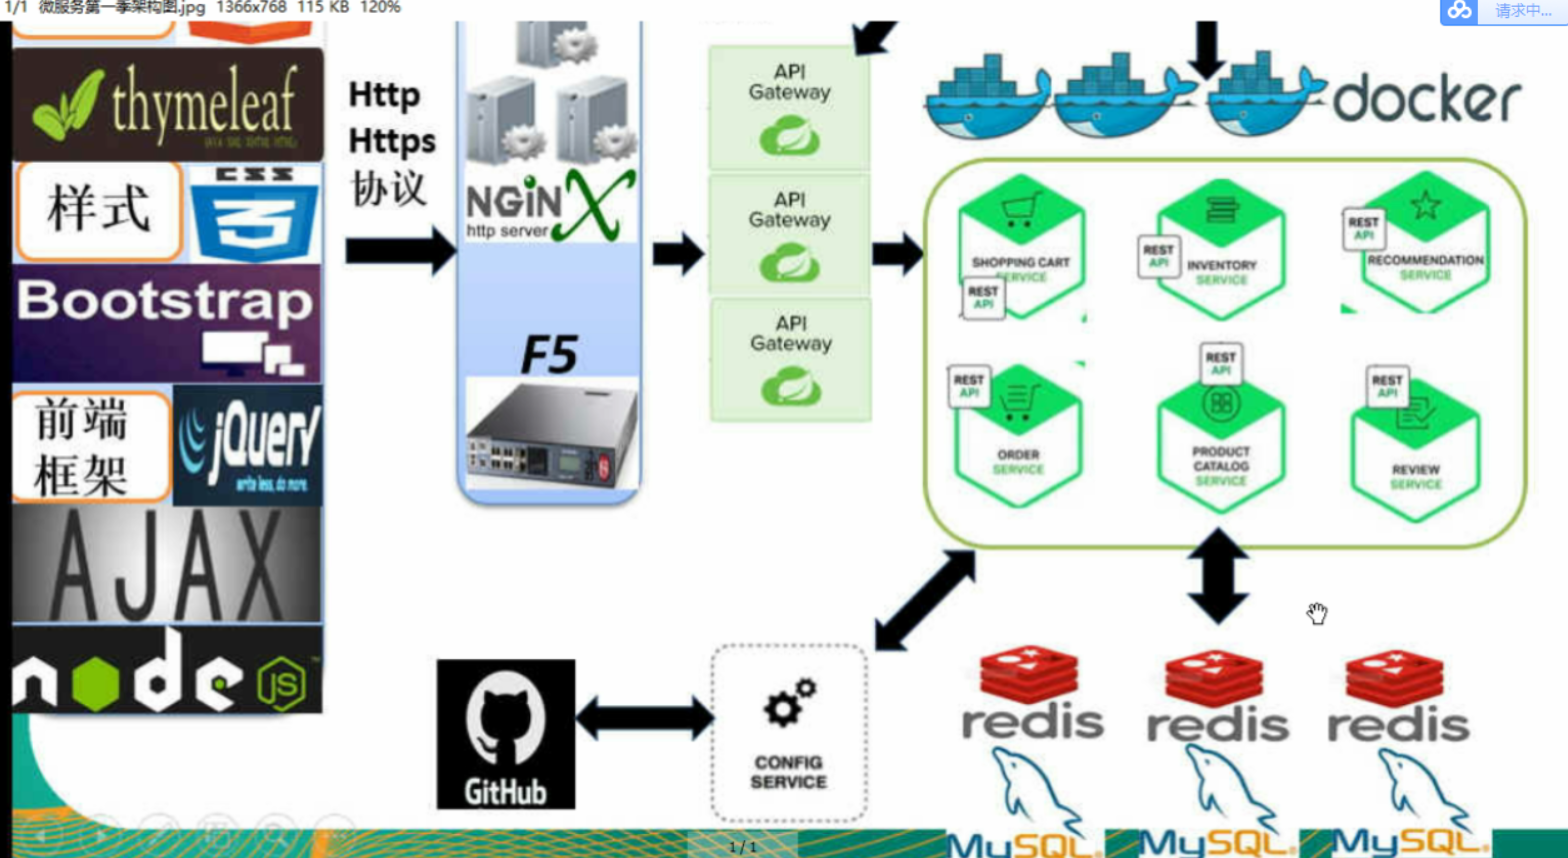 1/1 微服务第一季架构图.jpg 1366x768 115 KB 120%
请求中...
thymeleaf
样式
CSS
3
Bootstrap
前端
框架
jQuery
write less, do more.
AJAX
node
JS
Http
Https
协议
NGINX
http server
F5
API
Gateway
API
Gateway
API
Gateway
docker
SHOPPING CART
SERVICE
REST
API
REST
API
INVENTORY
SERVICE
REST
API
RECOMMENDATION
SERVICE
REST
API
ORDER
SERVICE
REST
API
PRODUCT
CATALOG
SERVICE
REST
API
REVIEW
SERVICE
GitHub
CONFIG
SERVICE
redis
redis
redis
MySQL
MySQL
MySQL
1/1